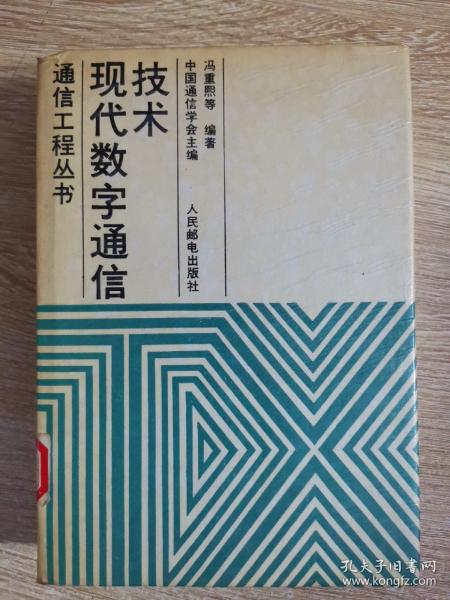 通信工程丛书
现代数字通信
技术
中国通信学会主编
冯重熙等 编著
人民邮电出版社
TX
孔夫子旧书网
www.kongfz.com